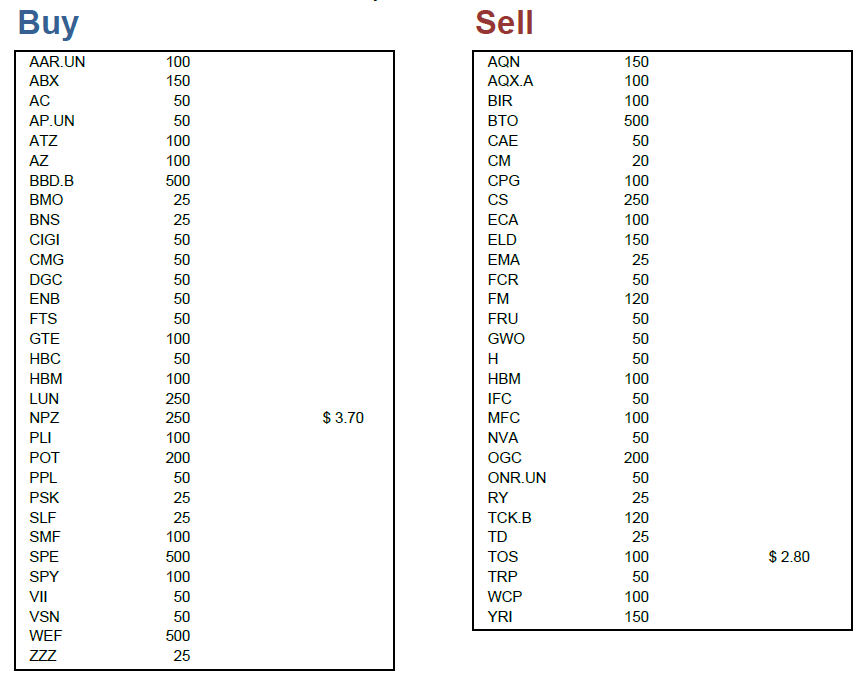 Buy
AAR.UN 100
ABX 150
AC 50
AP.UN 50
ATZ 100
AZ 100
BBD.B 500
BMO 25
BNS 25
CIGI 50
CMG 50
DGC 50
ENB 50
FTS 50
GTE 100
HBC 50
HBM 100
LUN 250
NPZ 250 $ 3.70
PLI 100
POT 200
PPL 50
PSK 25
SLF 25
SMF 100
SPE 500
SPY 100
VII 50
VSN 50
WEF 500
ZZZ 25
Sell
AQN 150
AQX.A 100
BIR 100
BTO 500
CAE 50
CM 20
CPG 100
CS 250
ECA 100
ELD 150
EMA 25
FCR 50
FM 120
FRU 50
GWO 50
H 50
HBM 100
IFC 50
MFC 100
NVA 50
OGC 200
ONR.UN 50
RY 25
TCK.B 120
TD 25
TOS 100 $ 2.80
TRP 50
WCP 100
YRI 150